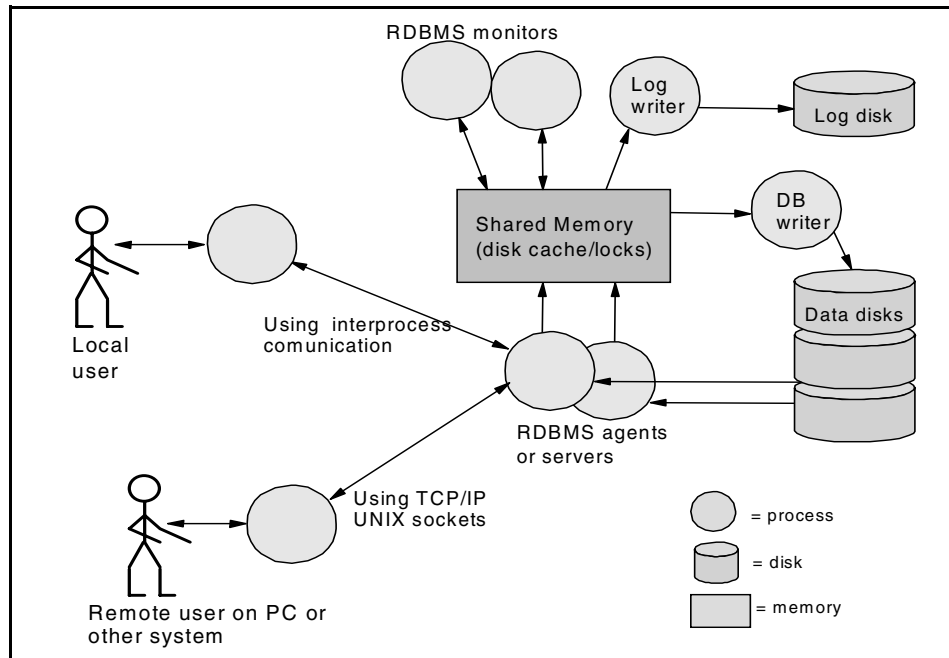 RDBMS monitors
Log
writer
Log disk
Shared Memory
(disk cache/locks)
DB
writer
Data disks
Local
user
Using interprocess
comunication
RDBMS agents
or servers
Using TCP/IP
UNIX sockets
Remote user on PC or
other system
= process
= disk
= memory